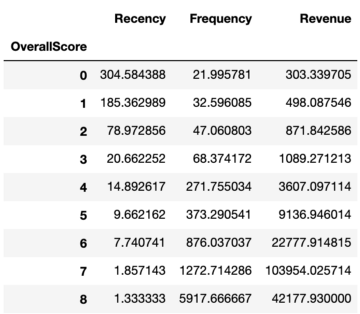 Recency Frequency Revenue
OverallScore
0 304.584388 21.995781 303.339705
1 185.362989 32.596085 498.087546
2 78.972856 47.060803 871.842586
3 20.662252 68.374172 1089.271213
4 14.892617 271.755034 3607.097114
5 9.662162 373.290541 9136.946014
6 7.740741 876.037037 22777.914815
7 1.857143 1272.714286 103954.025714
8 1.333333 5917.666667 42177.930000